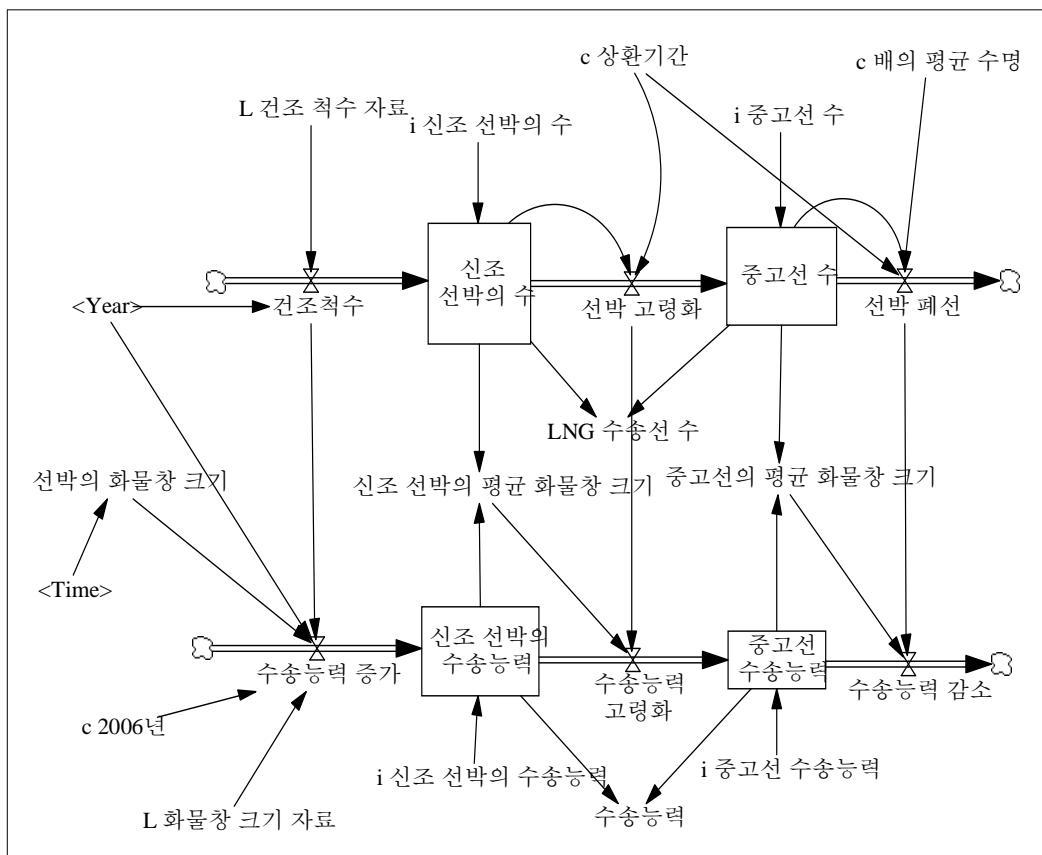 c 상환기간
c 배의 평균 수명
L 건조 척수 자료
i 신조 선박의 수
i 중고선 수
신조
선박의 수
중고선 수
<Year>
건조척수
선박 고령화
선박 폐선
LNG 수송선 수
선박의 화물창 크기
신조 선박의 평균 화물창 크기
중고선의 평균 화물창 크기
<Time>
신조 선박의
수송능력
중고선
수송능력
수송능력 증가
수송능력
고령화
수송능력 감소
c 2006년
i 신조 선박의 수송능력
i 중고선 수송능력
L 화물창 크기 자료
수송능력